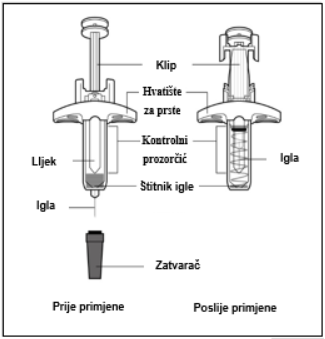 Klip
Hvatište
za prste
Kontrolni
prozorčić
LIjek
Igla
Štitnik igle
Igla
Zatvarač
Prije primjene
Poslije primjene